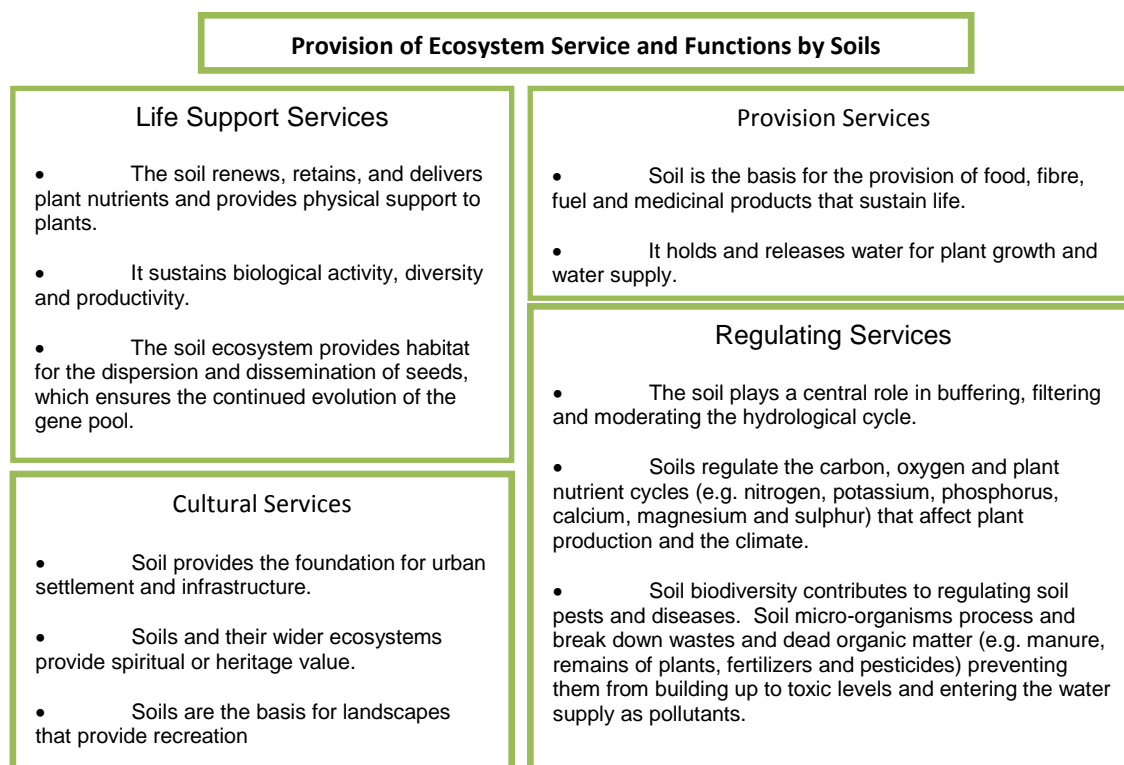 Provision of Ecosystem Service and Functions by Soils
Life Support Services
• The soil renews, retains, and delivers
plant nutrients and provides physical support to
plants.
• It sustains biological activity, diversity
and productivity.
• The soil ecosystem provides habitat
for the dispersion and dissemination of seeds,
which ensures the continued evolution of the
gene pool.
Provision Services
• Soil is the basis for the provision of food, fibre,
fuel and medicinal products that sustain life.
• It holds and releases water for plant growth and
water supply.
Cultural Services
• Soil provides the foundation for urban
settlement and infrastructure.
• Soils and their wider ecosystems
provide spiritual or heritage value.
• Soils are the basis for landscapes
that provide recreation
Regulating Services
• The soil plays a central role in buffering, filtering
and moderating the hydrological cycle.
• Soils regulate the carbon, oxygen and plant
nutrient cycles (e.g. nitrogen, potassium, phosphorus,
calcium, magnesium and sulphur) that affect plant
production and the climate.
• Soil biodiversity contributes to regulating soil
pests and diseases. Soil micro-organisms process and
break down wastes and dead organic matter (e.g. manure,
remains of plants, fertilizers and pesticides) preventing
them from building up to toxic levels and entering the water
supply as pollutants.